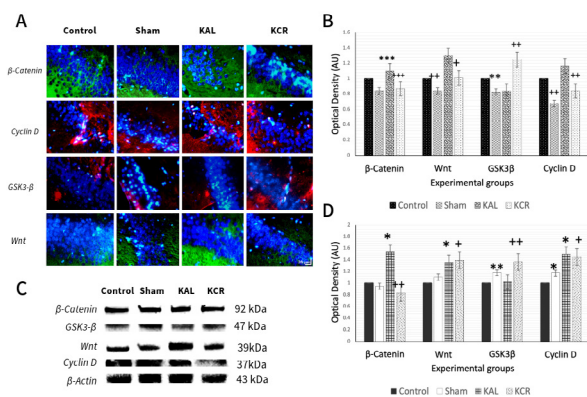 A
Control Sham KAL KCR
β-Catenin
Cyclin D
GSK3-β
Wnt
B
Optical Density (AU)
2
1.8
1.6
1.4
1.2
1
0.8
0.6
0.4
0.2
0
*** +++ ++ + ** ++ ++ ++
β-Catenin Wnt GSK3β Cyclin D
Experimental groups
Control Sham KAL KCR
C
Control Sham KAL KCR
β-Catenin 92 kDa
GSK3-β 47 kDa
Wnt 39kDa
Cyclin D 37kDa
β-Actin 43 kDa
D
Optical Density (AU)
2
1.8
1.6
1.4
1.2
1
0.8
0.6
0.4
0.2
0
* ++ * + ** ++ * * +
β-Catenin Wnt GSK3β Cyclin D
Experimental groups
Control Sham KAL KCR